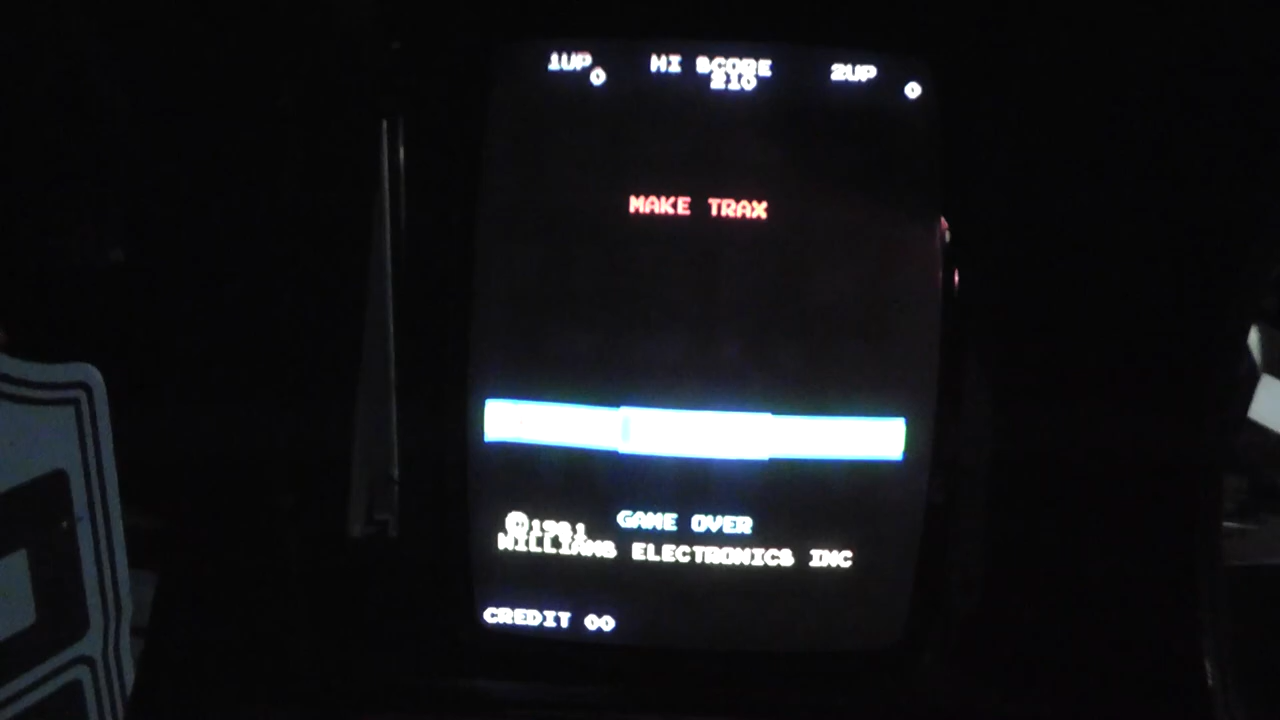 1UP HI SCORE 2UP
0 210 0
MAKE TRAX
GAME OVER
©1981
WILLIAMS ELECTRONICS INC
CREDIT 00